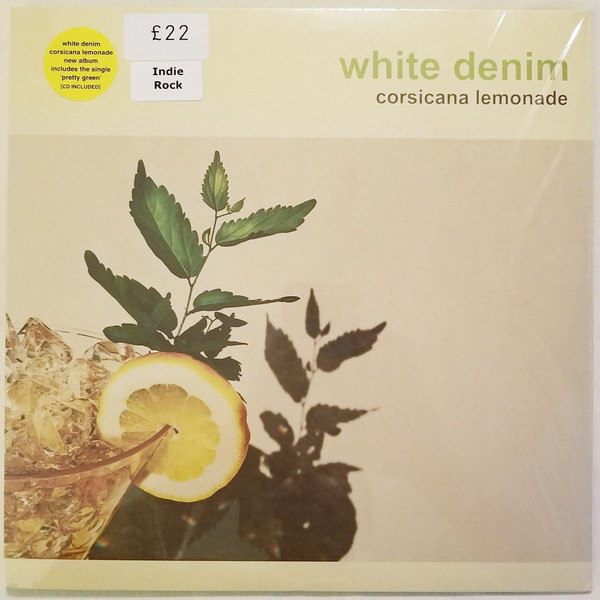 white denim
corsicana lemonade
new album
includes the single
'pretty green'
[CD INCLUDED]
£22
Indie
Rock
white denim
corsicana lemonade